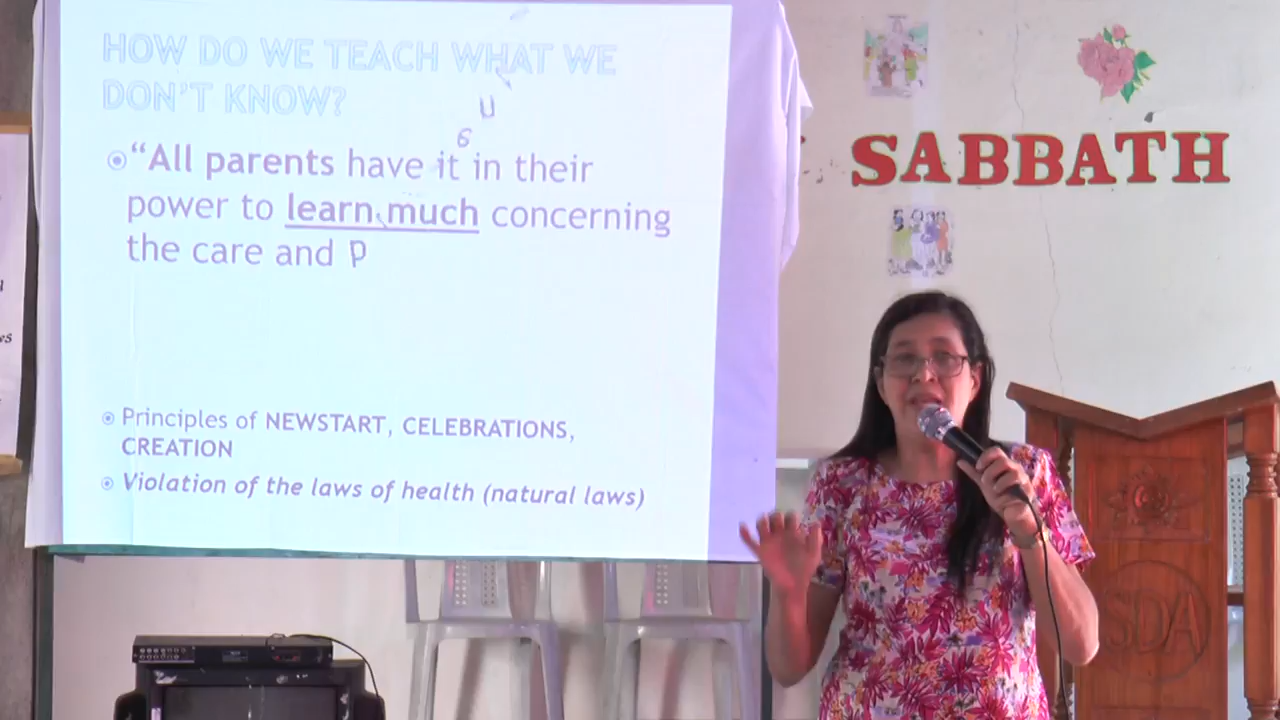 HOW DO WE TEACH WHAT WE
DON'T KNOW?
u
e
“All parents have it in their
power to learn much concerning
the care and p
Principles of NEWSTART, CELEBRATIONS,
CREATION
Violation of the laws of health (natural laws)
SABBATH
SDA